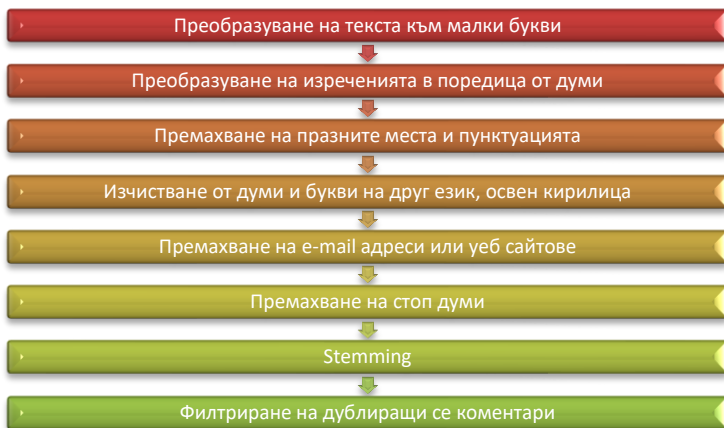 Преобразуване на текста към малки букви
Преобразуване на изреченията в поредица от думи
Премахване на празните места и пунктуацията
Изчистване от думи и букви на друг език, освен кирилица
Премахване на e-mail адреси или уеб сайтове
Премахване на стоп думи
Stemming
Филтриране на дублиращи се коментари